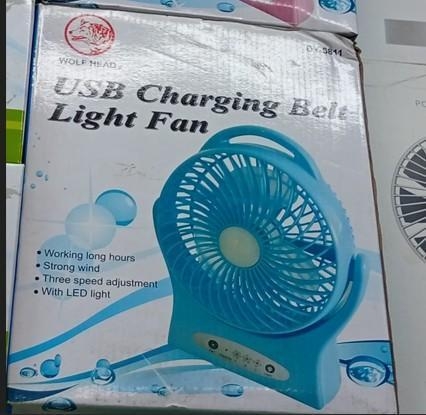 WOLF HEAD
USB Charging Belt
Light Fan
• Working long hours
• Strong wind
• Three speed adjustment
• With LED light